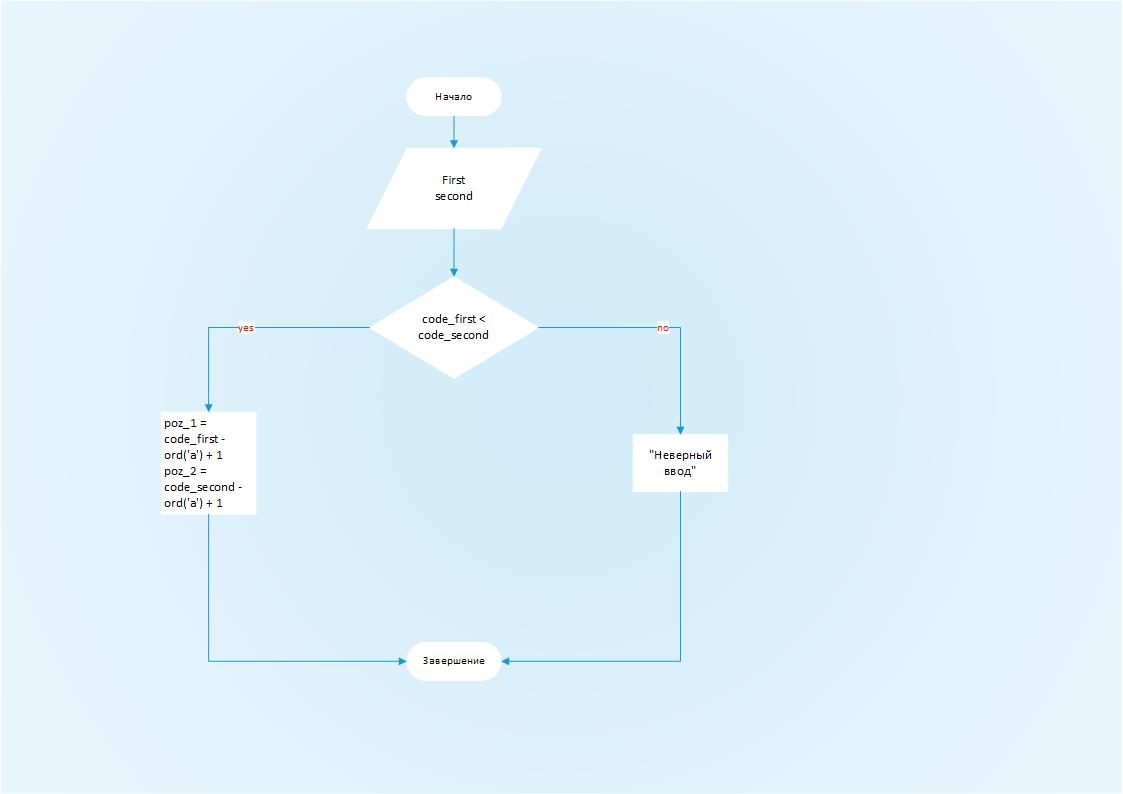 Начало
First
second
code_first <
code_second
yes
no
poz_1 =
code_first -
ord('a') + 1
poz_2 =
code_second -
ord('a') + 1
"Неверный
ввод"
Завершение